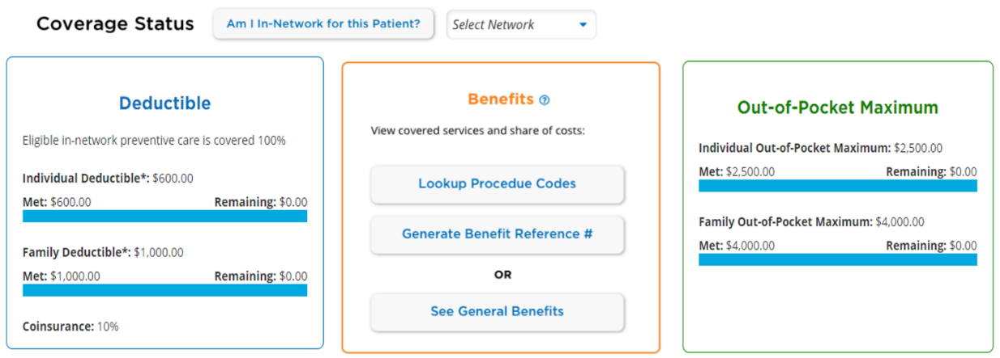 Coverage Status
Am I In-Network for this Patient?
Select Network
Deductible
Eligible in-network preventive care is covered 100%
Individual Deductible*: $600.00
Met: $600.00 Remaining: $0.00
Family Deductible*: $1,000.00
Met: $1,000.00 Remaining: $0.00
Coinsurance: 10%
Benefits ?
View covered services and share of costs:
Lookup Procedue Codes
Generate Benefit Reference #
OR
See General Benefits
Out-of-Pocket Maximum
Individual Out-of-Pocket Maximum: $2,500.00
Met: $2,500.00 Remaining: $0.00
Family Out-of-Pocket Maximum: $4,000.00
Met: $4,000.00 Remaining: $0.00